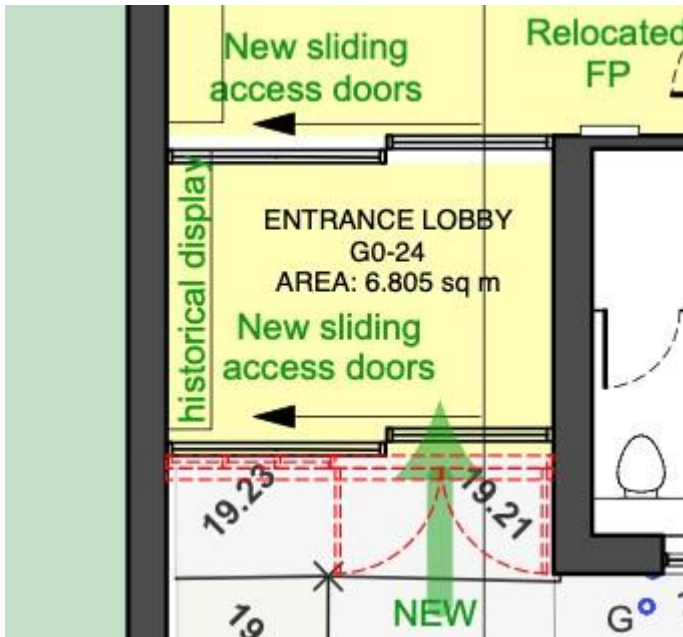 New sliding
access doors
Relocated
FP
historical display
ENTRANCE LOBBY
G0-24
AREA: 6.805 sq m
New sliding
access doors
19.23
19.21
19
NEW
G